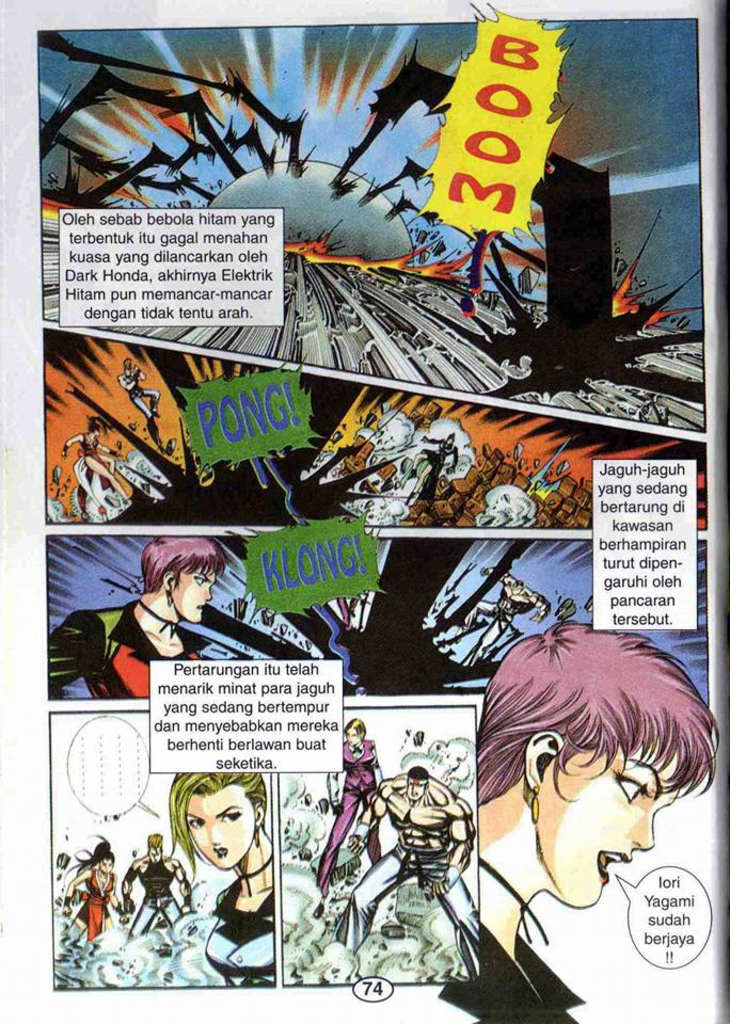 BOOM
Oleh sebab bebola hitam yang
terbentuk itu gagal menahan
kuasa yang dilancarkan oleh
Dark Honda, akhirnya Elektrik
Hitam pun memancar-mancar
dengan tidak tentu arah.
PONG!
Jaguh-jaguh
yang sedang
bertarung di
kawasan
berhampiran
turut dipen-
garuhi oleh
pancaran
tersebut.
KLONG!
Pertarungan itu telah
menarik minat para jaguh
yang sedang bertempur
dan menyebabkan mereka
berhenti berlawan buat
seketika.
Iori
Yagami
sudah
berjaya
!!
74